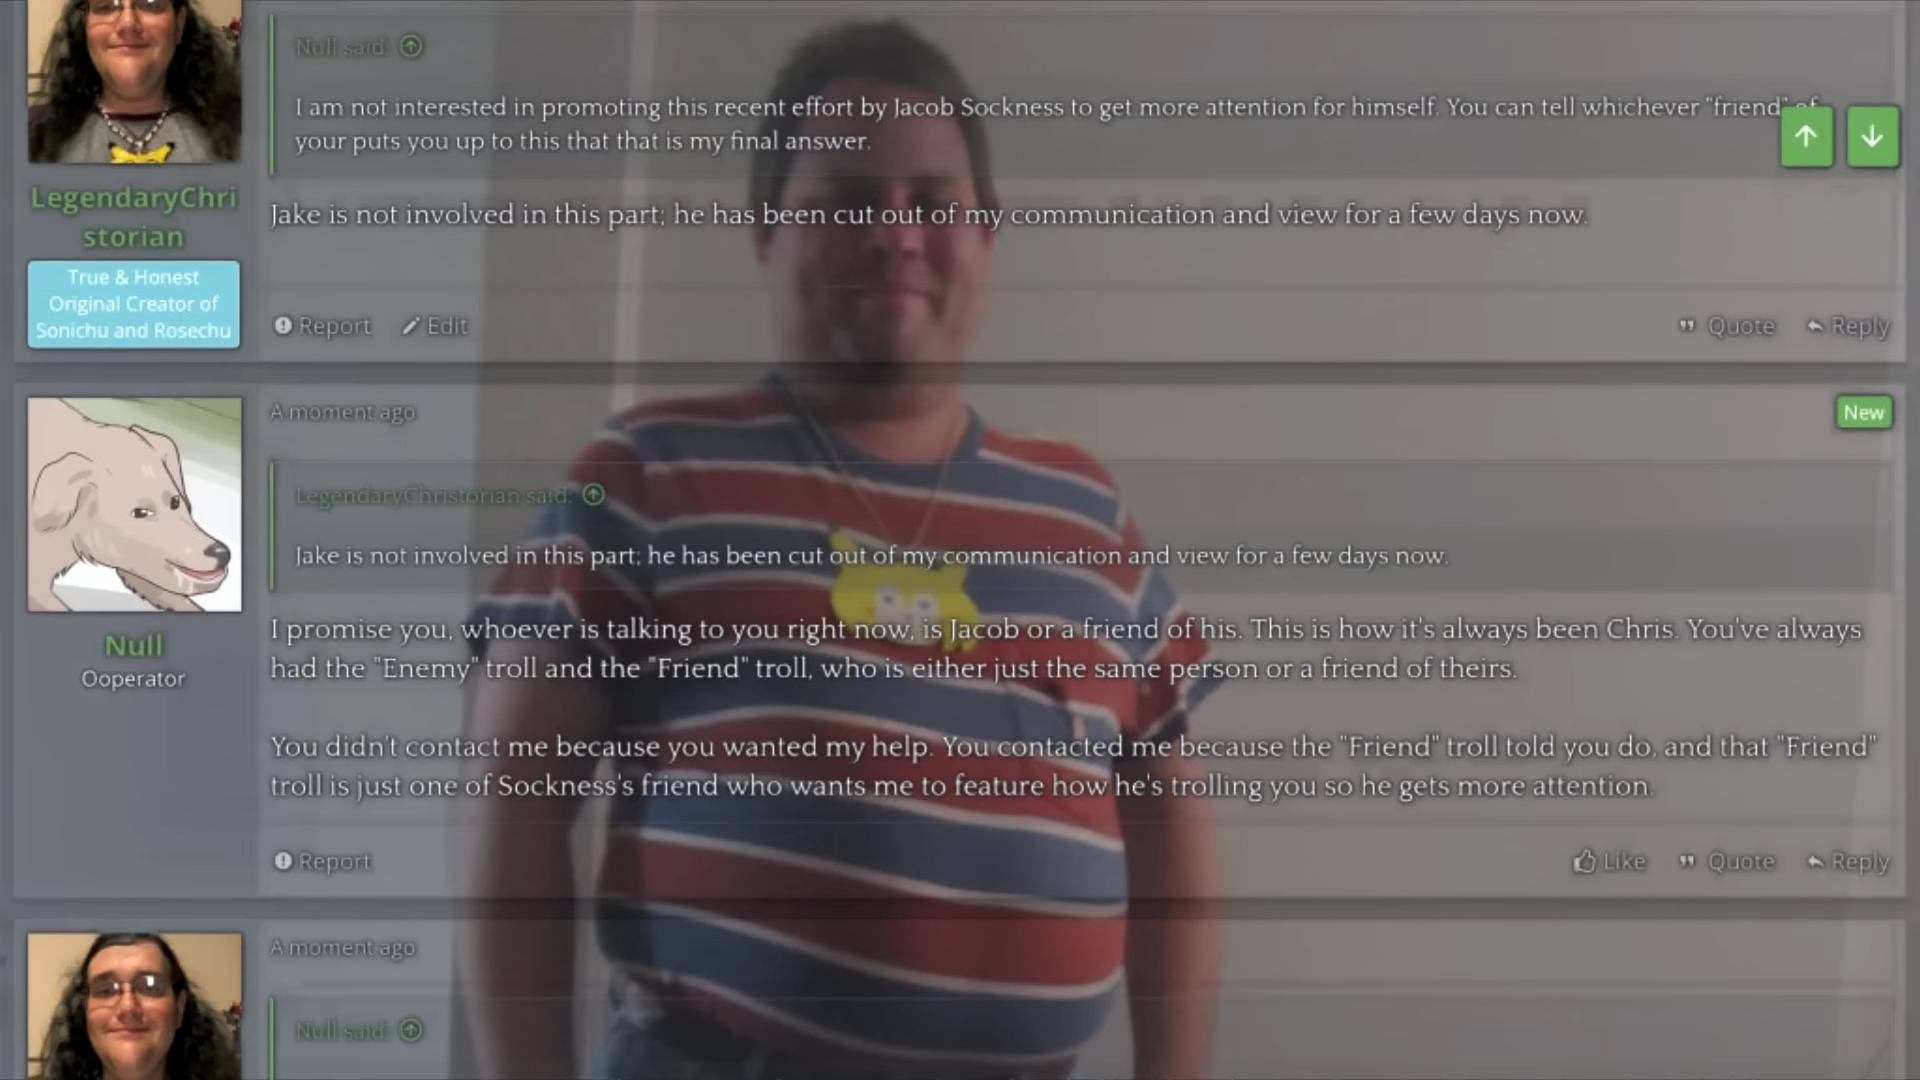 Null said:
I am not interested in promoting this recent effort by Jacob Sockness to get more attention for himself. You can tell whichever "friend" of
your puts you up to this that that is my final answer.
LegendaryChri
storian
True & Honest
Original Creator of
Sonichu and Rosechu
Jake is not involved in this part; he has been cut out of my communication and view for a few days now.
Report Edit
Quote Reply
A moment ago
New
LegendaryChristorian said:
Jake is not involved in this part; he has been cut out of my communication and view for a few days now.
Null
Ooperator
I promise you, whoever is talking to you right now, is Jacob or a friend of his. This is how it's always been Chris. You've always
had the "Enemy" troll and the "Friend" troll, who is either just the same person or a friend of theirs.
You didn't contact me because you wanted my help. You contacted me because the "Friend" troll told you do, and that "Friend"
troll is just one of Sockness's friend who wants me to feature how he's trolling you so he gets more attention.
Report
Like Quote Reply
A moment ago
Null said: